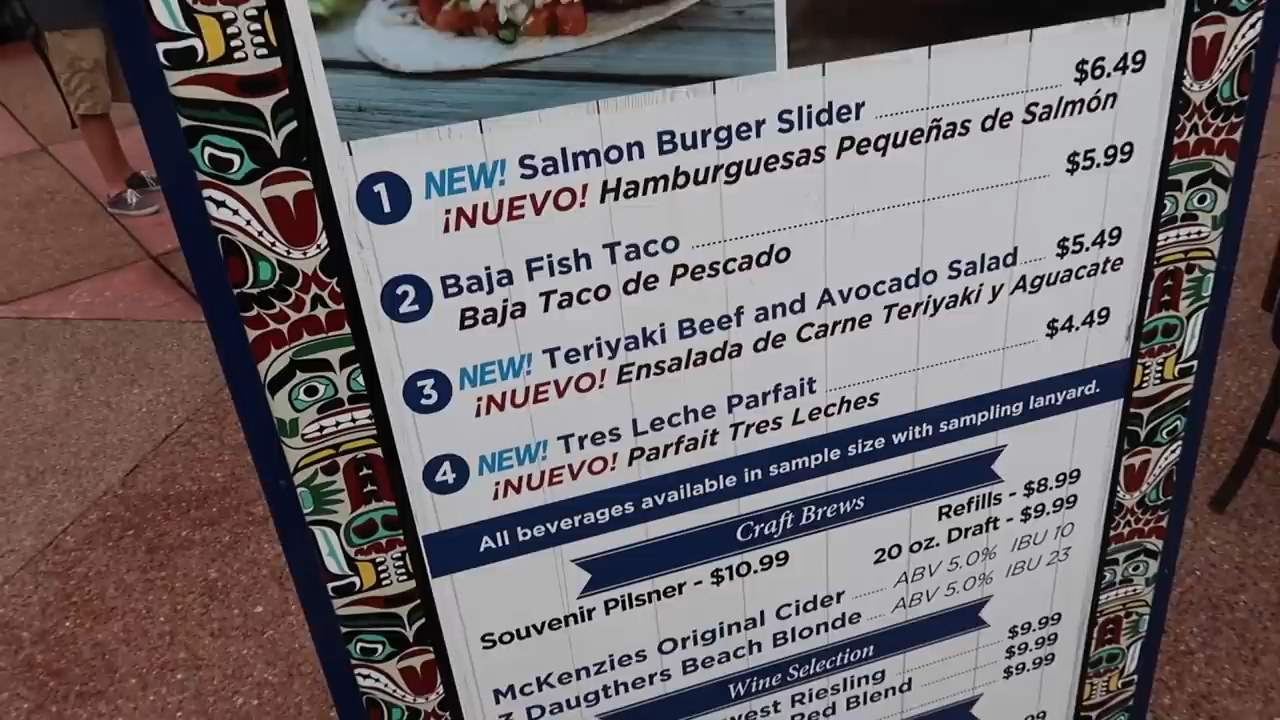 1 NEW! Salmon Burger Slider $6.49
¡NUEVO! Hamburguesas Pequeñas de Salmón
2 Baja Fish Taco $5.99
Baja Taco de Pescado
3 NEW! Teriyaki Beef and Avocado Salad $5.49
¡NUEVO! Ensalada de Carne Teriyaki y Aguacate
4 NEW! Tres Leche Parfait $4.49
¡NUEVO! Parfait Tres Leches
All beverages available in sample size with sampling lanyard.
Craft Brews
Refills - $8.99
Souvenir Pilsner - $10.99 20 oz. Draft - $9.99
McKenzies Original Cider ABV 5.0% IBU 10
Daugthers Beach Blonde ABV 5.0% IBU 23
Wine Selection
$9.99
Riesling $9.99
Red Blend $9.99